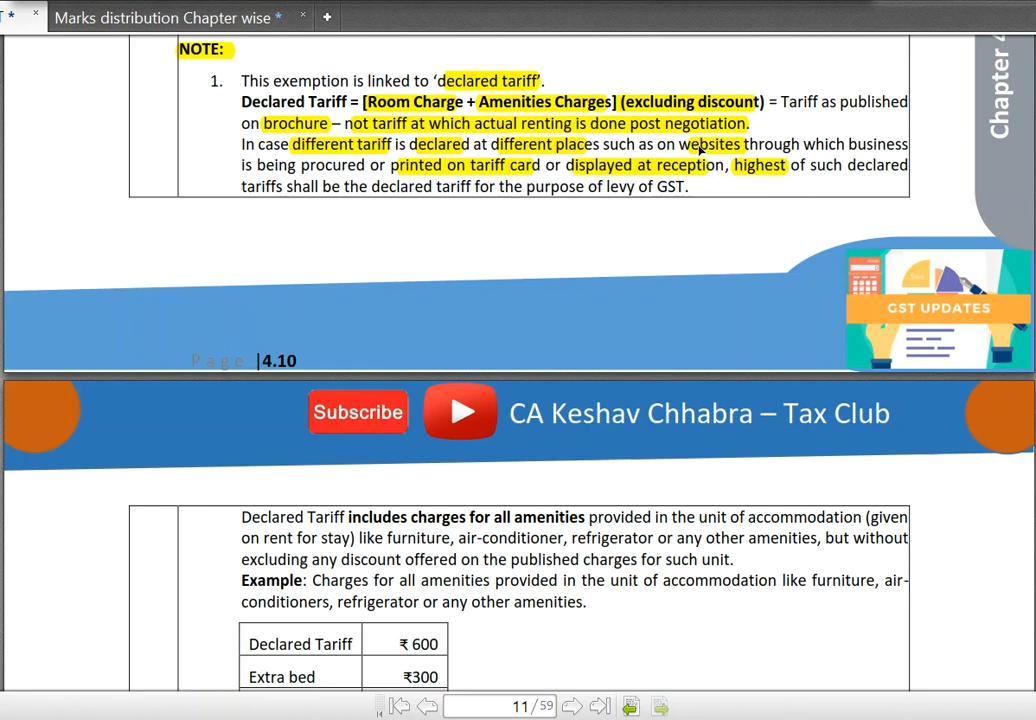 T *
Marks distribution Chapter wise *
NOTE:
1. This exemption is linked to ‘declared tariff’.
Declared Tariff = [Room Charge + Amenities Charges] (excluding discount) = Tariff as published
on brochure – not tariff at which actual renting is done post negotiation.
In case different tariff is declared at different places such as on websites through which business
is being procured or printed on tariff card or displayed at reception, highest of such declared
tariffs shall be the declared tariff for the purpose of levy of GST.
Chapter 4
GST UPDATES
Page |4.10
Subscribe
CA Keshav Chhabra – Tax Club
Declared Tariff includes charges for all amenities provided in the unit of accommodation (given
on rent for stay) like furniture, air-conditioner, refrigerator or any other amenities, but without
excluding any discount offered on the published charges for such unit.
Example: Charges for all amenities provided in the unit of accommodation like furniture, air-
conditioners, refrigerator or any other amenities.
Declared Tariff ₹ 600
Extra bed ₹300
11 / 59